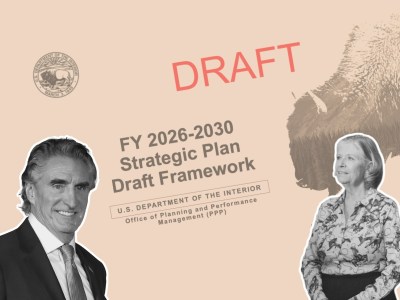 DRAFT
FY 2026-2030
Strategic Plan
Draft Framework
U.S. DEPARTMENT OF THE INTERIOR
Office of Planning and Performance
Management (PPP)